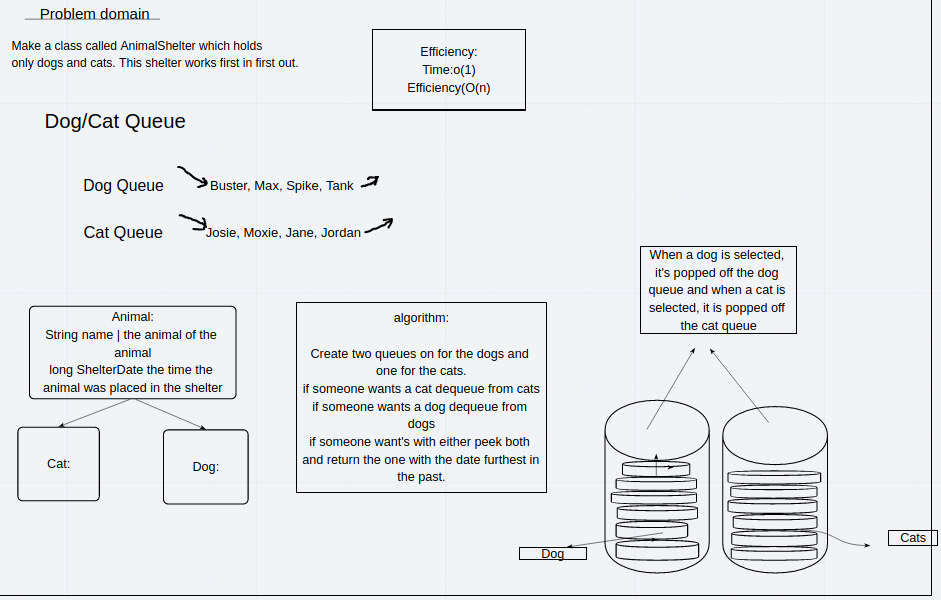 Problem domain
Make a class called AnimalShelter which holds
only dogs and cats. This shelter works first in first out.
Efficiency:
Time:o(1)
Efficiency(O(n)
Dog/Cat Queue
Dog Queue
Buster, Max, Spike, Tank
Cat Queue
Josie, Moxie, Jane, Jordan
When a dog is selected,
it's popped off the dog
queue and when a cat is
selected, it is popped off
the cat queue
Animal:
String name | the animal of the
animal
long ShelterDate the time the
animal was placed in the shelter
algorithm:
Create two queues on for the dogs and
one for the cats.
if someone wants a cat dequeue from cats
if someone wants a dog dequeue from
dogs
if someone want's with either peek both
and return the one with the date furthest in
the past.
Cat:
Dog:
Dog
Cats